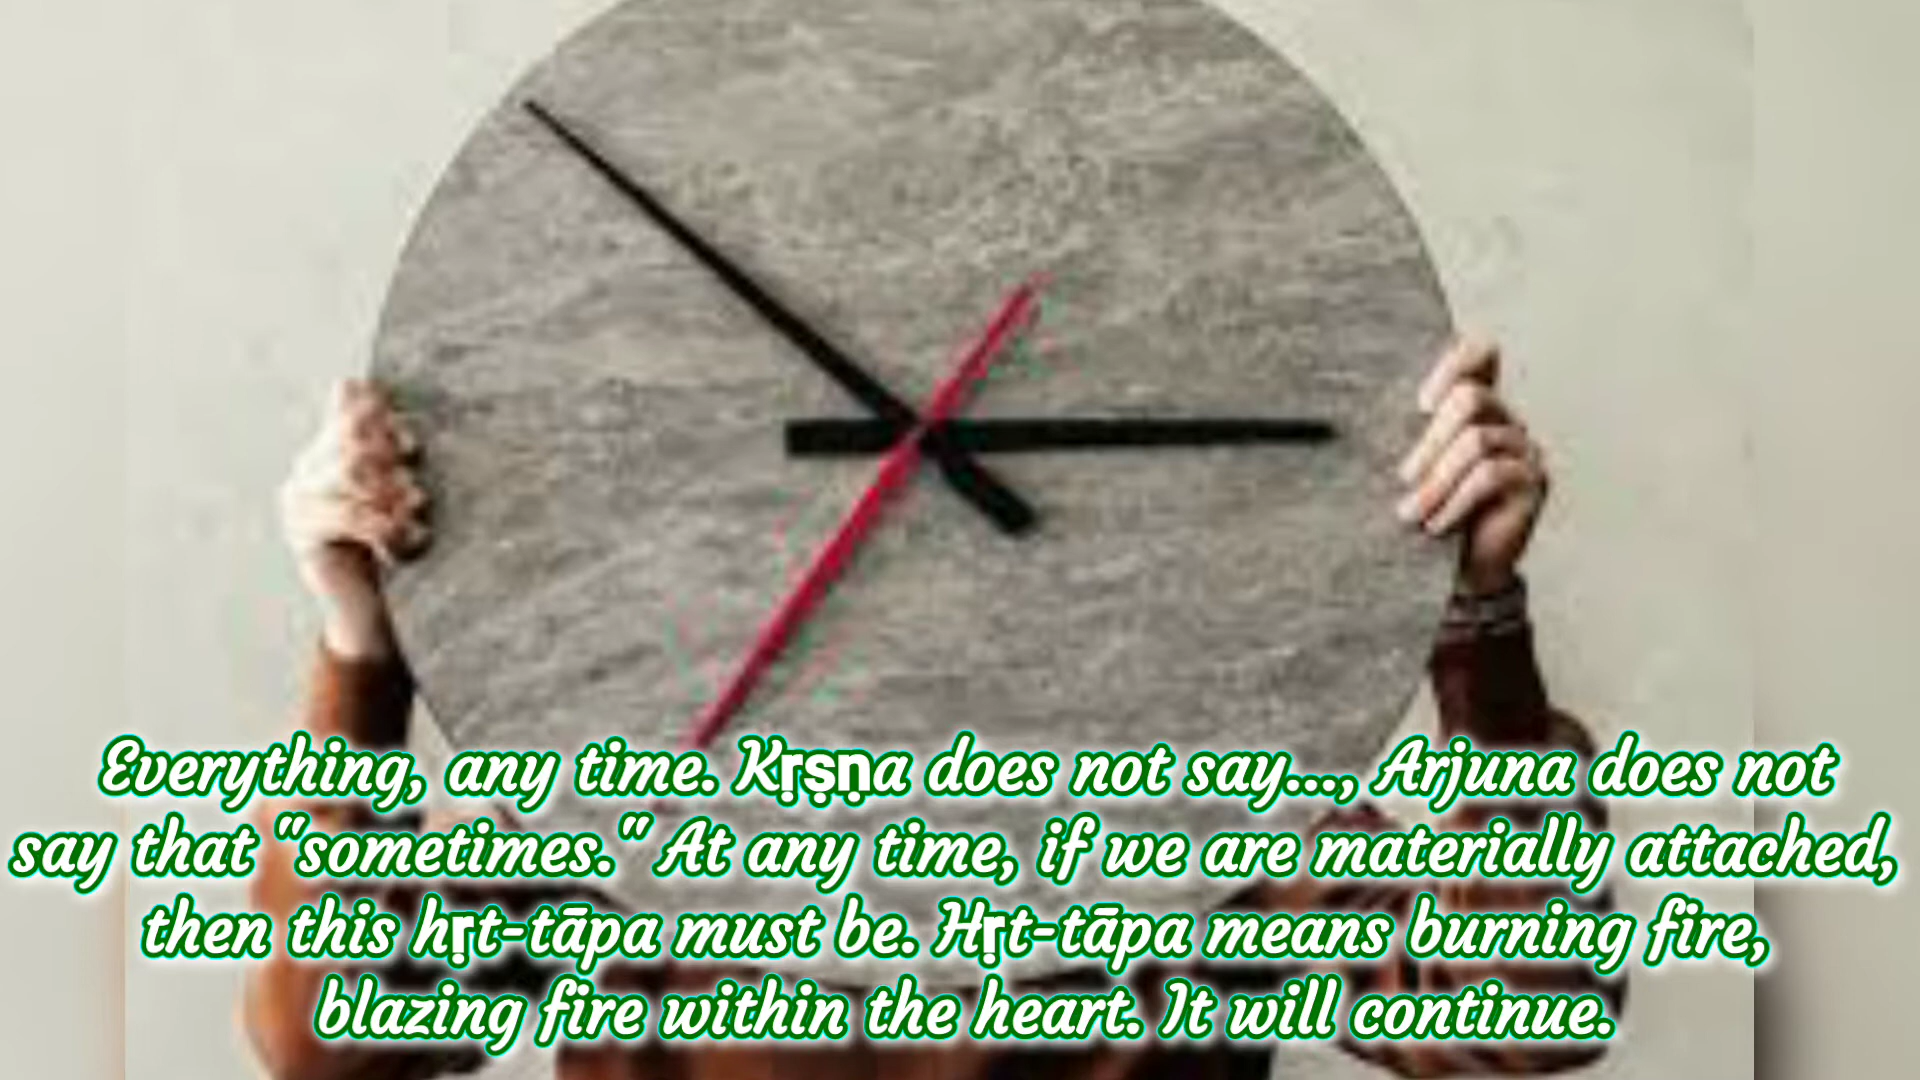 Everything, any time. Kṛṣṇa does not say..., Arjuna does not
say that "sometimes." At any time, if we are materially attached,
then this hṛt-tāpa must be. Hṛt-tāpa means burning fire,
blazing fire within the heart. It will continue.